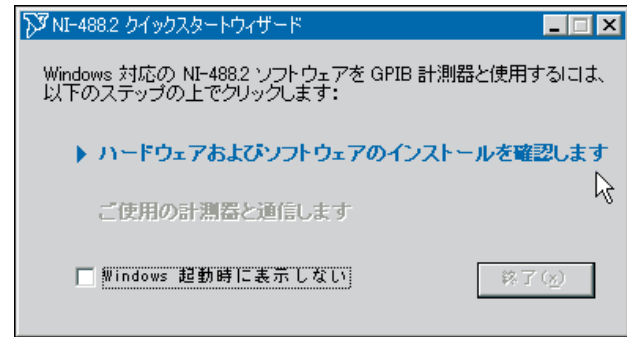 NI-488.2 クイックスタートウィザード
Windows 対応の NI-488.2 ソフトウェアを GPIB 計測器と使用するには、
以下のステップの上でクリックします:
ハードウェアおよびソフトウェアのインストールを確認します
ご使用の計測器と通信します
Windows 起動時に表示しない
終了(x)